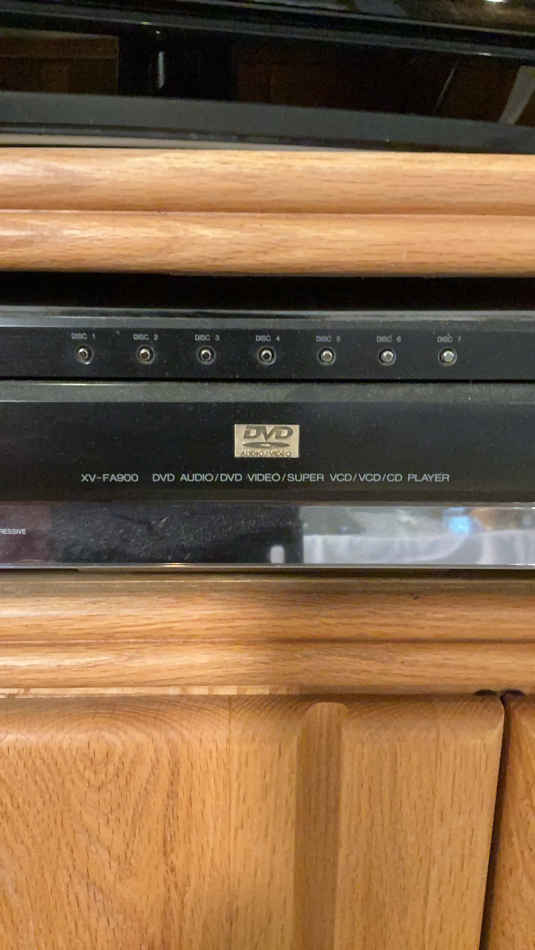 DISC 1 DISC 2 DISC 3 DISC 4 DISC 5 DISC 6 DISC 7
DVD
AUDIO/VIDEO
XV-FA900 DVD AUDIO/DVD VIDEO/SUPER VCD/VCD/CD PLAYER
RESSIVE